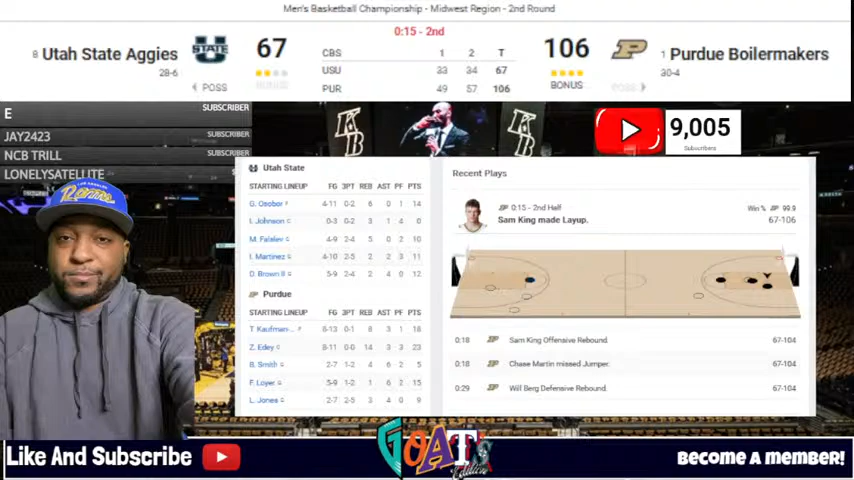 Men's Basketball Championship - Midwest Region - 2nd Round
8 Utah State Aggies
28-6
STATE
67
POSS
BONUS
0:15 - 2nd
CBS 1 2 T
USU 33 34 67
PUR 49 57 106
106
BONUS
1 Purdue Boilermakers
30-4
POSS
E SUBSCRIBER
JAY2423 SUBSCRIBER
NCB TRILL SUBSCRIBER
LONELYSATELLITE
KB
KB
9,005
Subscribers
Utah State
STARTING LINEUP FG 3PT REB AST PF PTS
G. Osobor F 4-11 0-2 6 0 1 14
I. Johnson G 0-3 0-2 3 1 4 0
M. Falslev G 4-9 2-4 5 0 2 10
I. Martinez G 4-10 2-5 2 2 3 11
D. Brown II G 5-9 2-4 2 4 0 12
Purdue
STARTING LINEUP FG 3PT REB AST PF PTS
T Kaufman-... F 8-13 0-1 8 3 1 18
Z. Edey C 8-11 0-0 14 3 3 23
B. Smith G 2-7 1-2 4 6 2 5
F. Loyer G 5-9 1-2 1 6 2 15
L. Jones G 2-7 2-5 3 4 0 9
Recent Plays
0:15 - 2nd Half
Sam King made Layup.
Win % 99.9
67-106
0:18 Sam King Offensive Rebound. 67-104
0:18 Chase Martin missed Jumper. 67-104
0:29 Will Berg Defensive Rebound. 67-104
LOS ANGELES
Rams
Like And Subscribe
GOATS
Become a member!